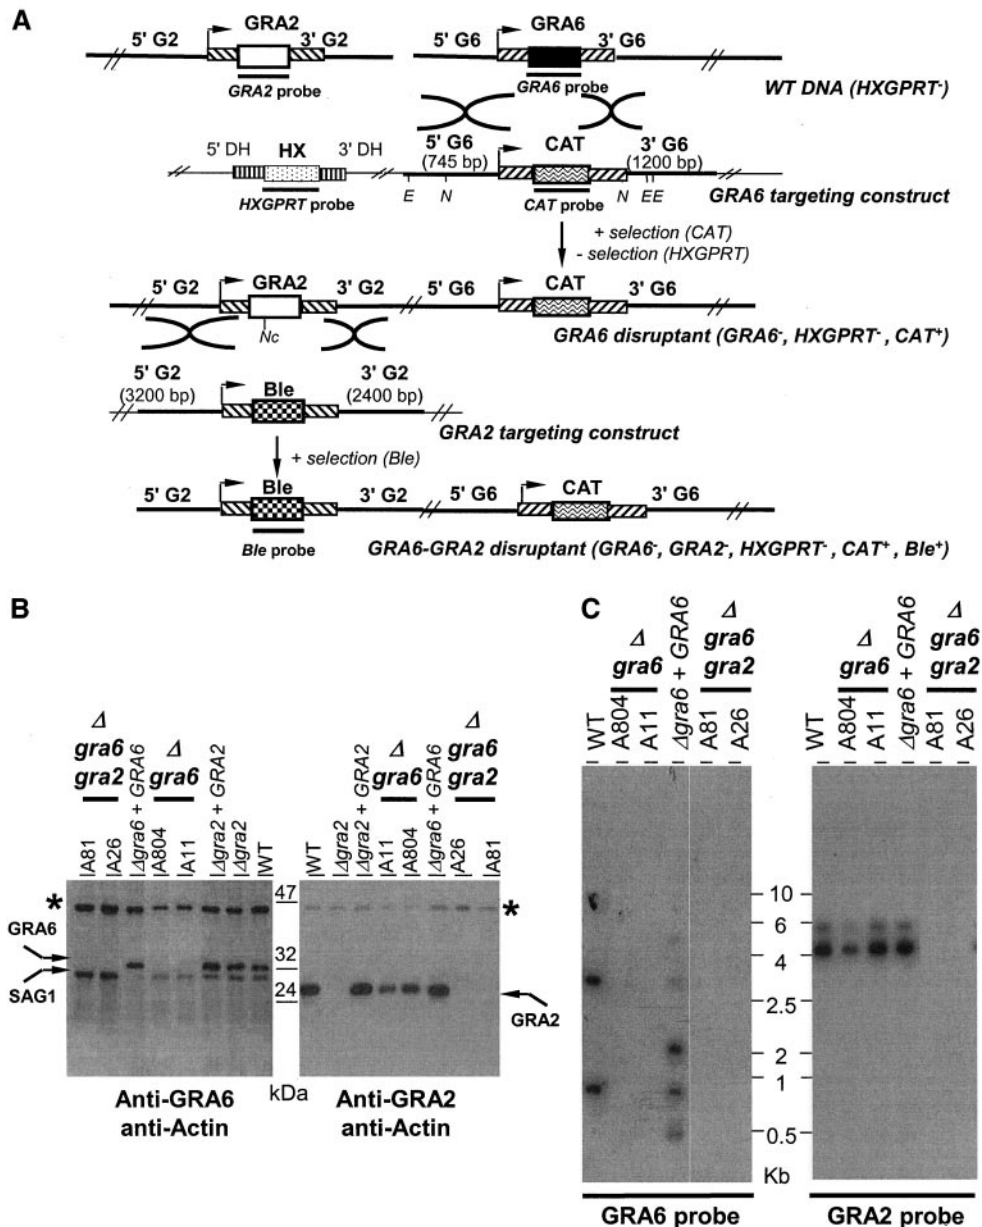 A
GRA2
GRA6
5' G2
3' G2
5' G6
3' G6
GRA2 probe
GRA6 probe
WT DNA (HXGPRT-)
5' DH
HX
3' DH
5' G6
(745 bp)
CAT
3' G6
(1200 bp)
HXGPRT probe
E
N
CAT probe
N
EE
GRA6 targeting construct
+ selection (CAT)
- selection (HXGPRT)
5' G2
GRA2
3' G2
5' G6
CAT
3' G6
Nc
GRA6 disruptant (GRA6-, HXGPRT-, CAT+)
5' G2
(3200 bp)
Ble
3' G2
(2400 bp)
GRA2 targeting construct
+ selection (Ble)
5' G2
Ble
3' G2
5' G6
CAT
3' G6
Ble probe
GRA6-GRA2 disruptant (GRA6-, GRA2-, HXGPRT-, CAT+, Ble+)
B
Δ
gra6
gra2
Δ
gra6
A81
A26
Δgra6 + GRA6
A804
A11
Δgra2 + GRA2
Δgra2
WT
Δ
gra6
Δ
gra6
gra2
WT
Δgra2
Δgra2 + GRA2
A11
A804
Δgra6 + GRA6
A26
A81
*
GRA6
SAG1
47
32
24
kDa
*
GRA2
Anti-GRA6
anti-Actin
Anti-GRA2
anti-Actin
C
Δ
gra6
Δ
gra6
gra2
WT
A804
A11
Δgra6 + GRA6
A81
A26
Δ
gra6
Δ
gra6
gra2
WT
A804
A11
Δgra6 + GRA6
A81
A26
10
6
4
2.5
2
1
0.5
Kb
GRA6 probe
GRA2 probe